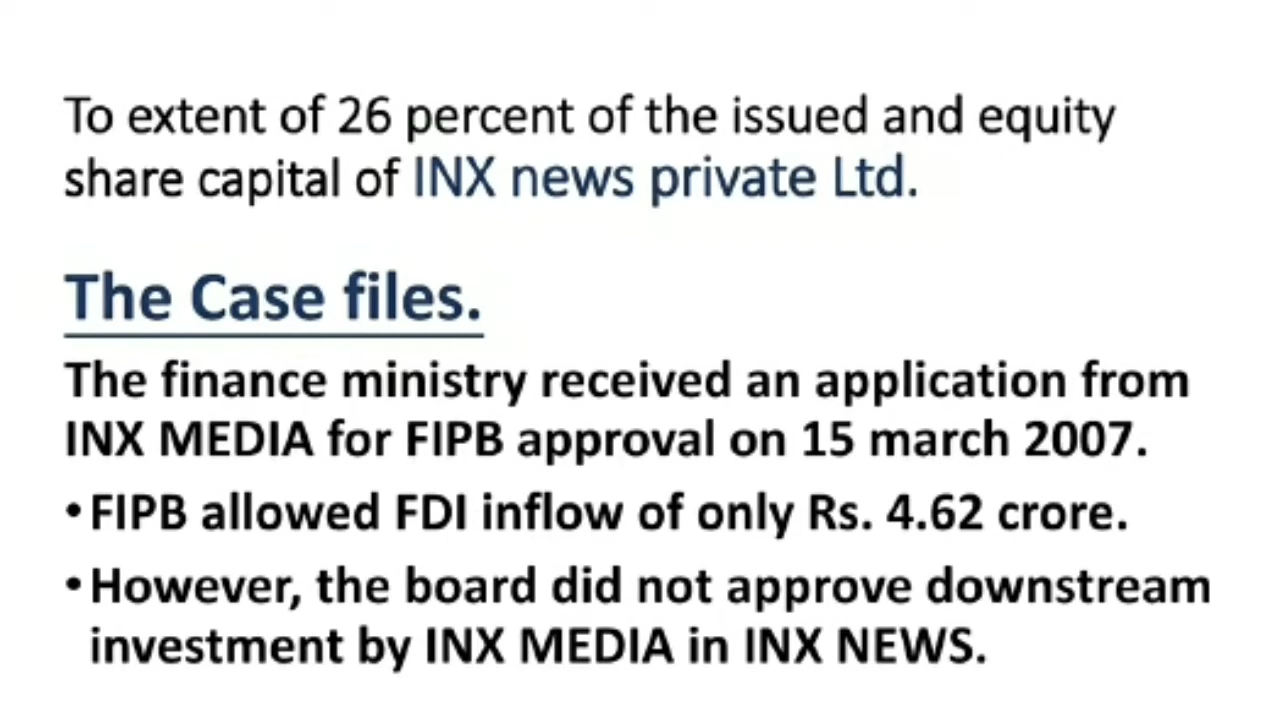 To extent of 26 percent of the issued and equity
share capital of INX news private Ltd.
The Case files.
The finance ministry received an application from
INX MEDIA for FIPB approval on 15 march 2007.
•FIPB allowed FDI inflow of only Rs. 4.62 crore.
•However, the board did not approve downstream
investment by INX MEDIA in INX NEWS.